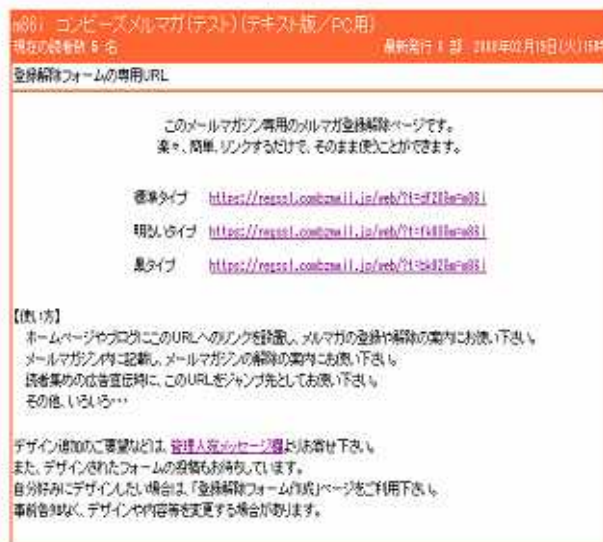 コンビーズメルマガ(テスト)(テキスト版／PC用)
現在の読者数 5 名 最新発行 1 部
登録解除フォームの専用URL
このメールマガジン専用のメルマガ登録解除ページです。
楽々、簡単、リンクするだけで、そのまま使うことができます。
標準タイプ
明るいタイプ
黒タイプ
【使い方】
ホームページやブログにこのURLへのリンクを設置し、メルマガの登録や解除の案内にお使い下さい。
メールマガジン内に記載し、メールマガジンの解除の案内にお使い下さい。
読者集めの広告宣伝時に、このURLをジャンプ先としてお使い下さい。
その他、いろいろ・・・
デザイン追加のご要望などは、管理人宛メッセージ欄よりお寄せ下さい。
また、デザインされたフォームの投稿もお待ちしています。
自分好みにデザインしたい場合は、「登録解除フォーム作成」ページをご利用下さい。
事前告知なく、デザインや内容等を変更する場合があります。